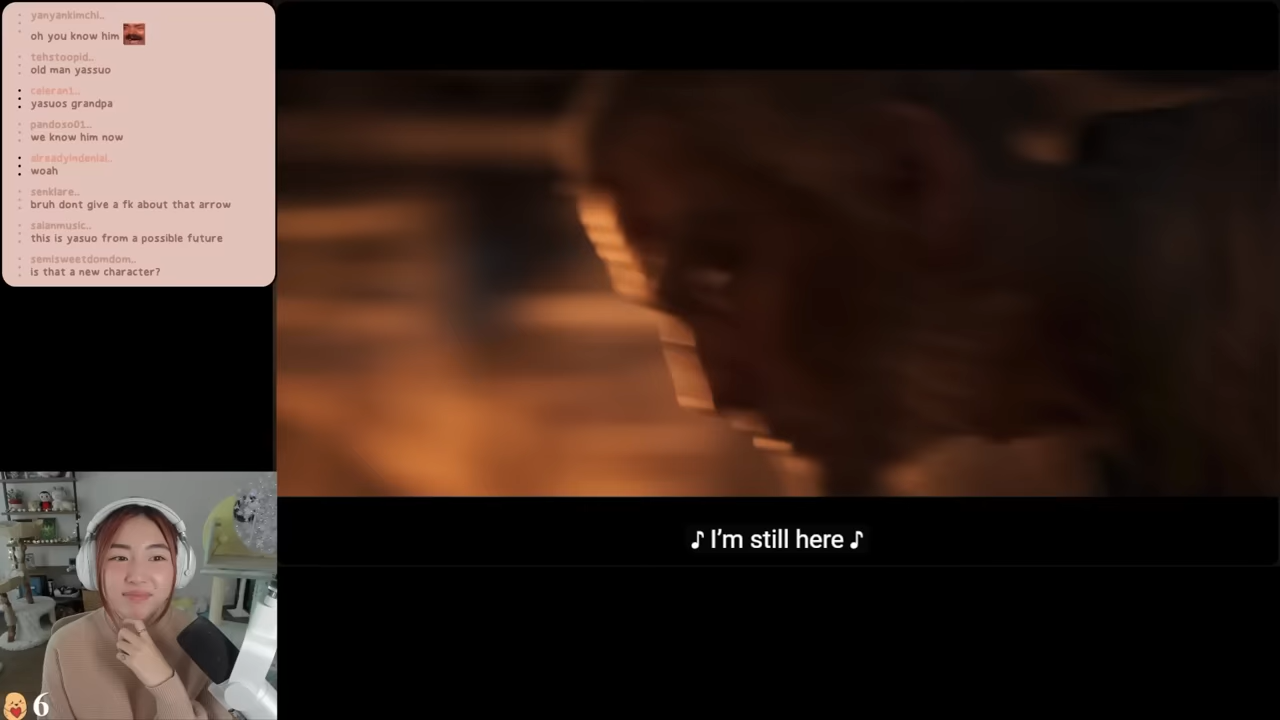 yanyankimchi..
oh you know him
tehstoopid..
old man yassuo
celeran1..
yasuos grandpa
pandoso01..
we know him now
alreadyindenial..
woah
senklare..
bruh dont give a fk about that arrow
saianmusic..
this is yasuo from a possible future
semisweetdomdom..
is that a new character?
♪ I'm still here ♪
6